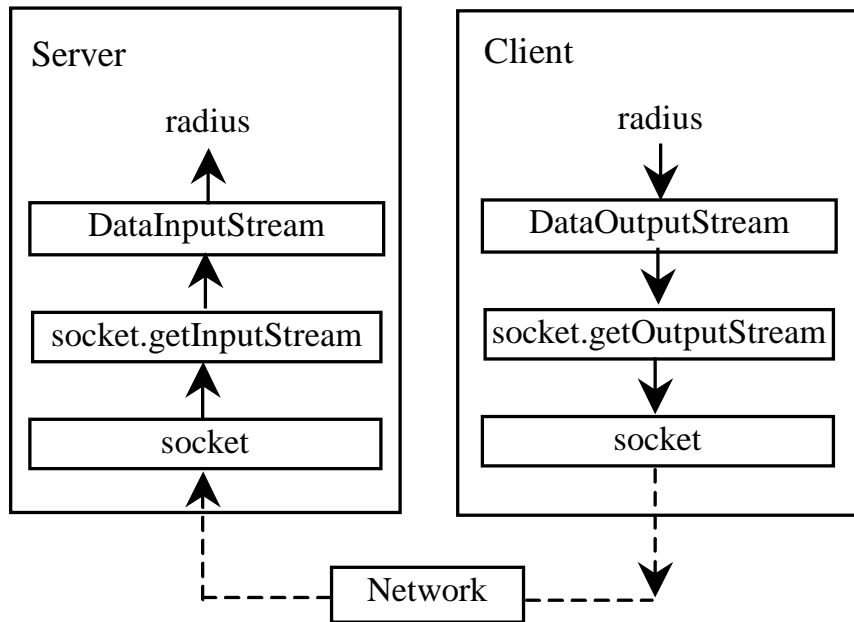 Server
radius
DataInputStream
socket.getInputStream
socket
Client
radius
DataOutputStream
socket.getOutputStream
socket
Network